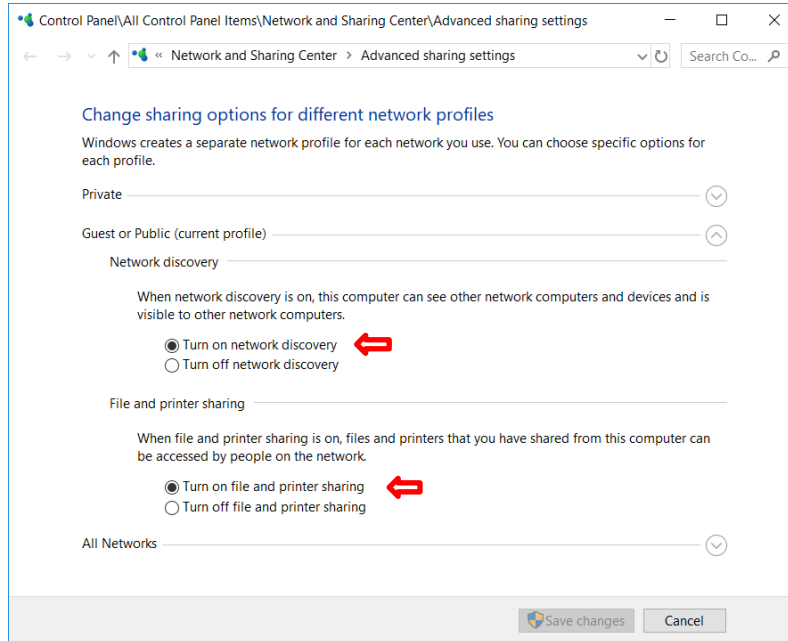 Control Panel\All Control Panel Items\Network and Sharing Center\Advanced sharing settings
« Network and Sharing Center > Advanced sharing settings
Search Co...
Change sharing options for different network profiles
Windows creates a separate network profile for each network you use. You can choose specific options for
each profile.
Private
Guest or Public (current profile)
Network discovery
When network discovery is on, this computer can see other network computers and devices and is
visible to other network computers.
Turn on network discovery
Turn off network discovery
File and printer sharing
When file and printer sharing is on, files and printers that you have shared from this computer can
be accessed by people on the network.
Turn on file and printer sharing
Turn off file and printer sharing
All Networks
Save changes
Cancel